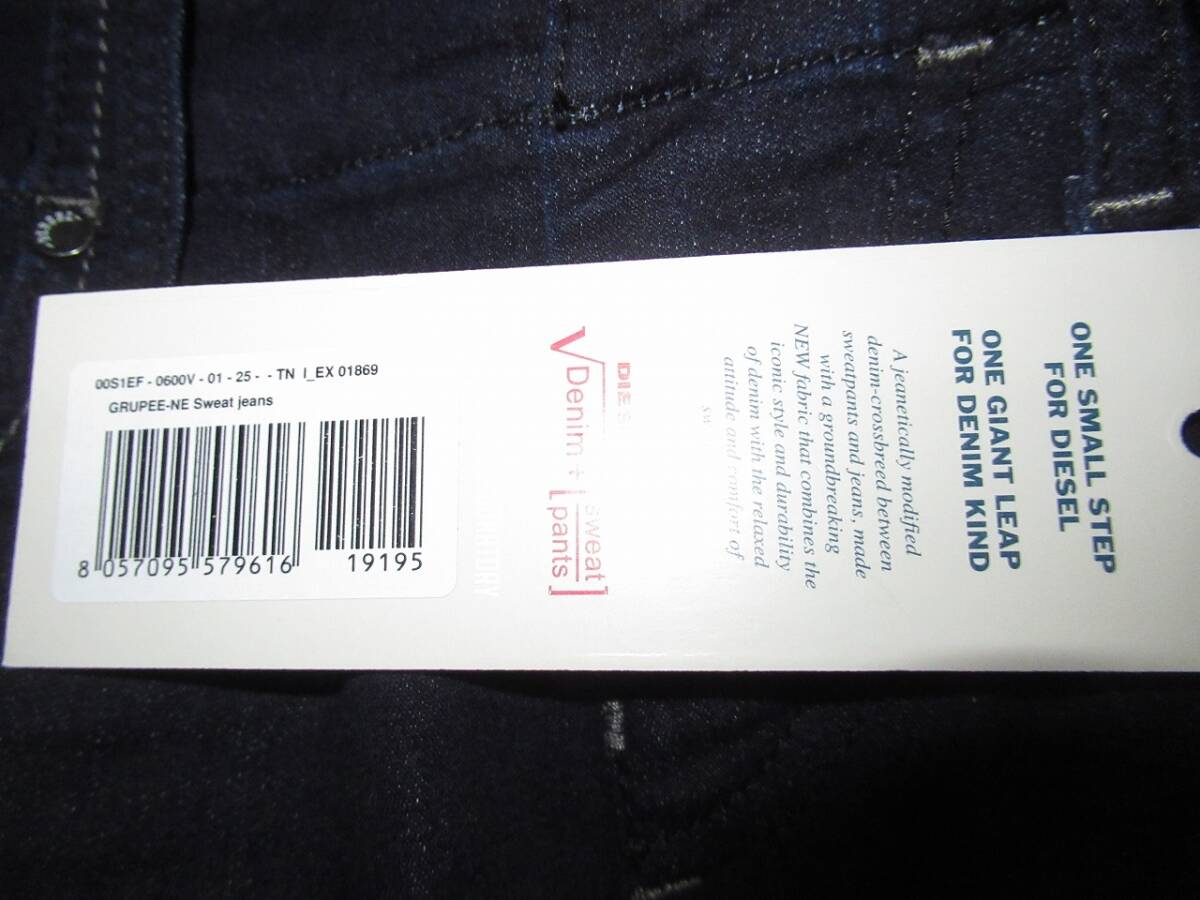 ONE SMALL STEP
FOR DIESEL
ONE GIANT LEAP
FOR DENIM KIND
A jeanetically modified
denim-crossbreed between
sweatpants and jeans, made
with a groundbreaking
NEW fabric that combines the
iconic style and durability
of denim with the relaxed
attitude and comfort of
DIES
√Denim ÷ [sweat
pants]
00S1EF - 0600V - 01 - 25 - - TN I_EX 01869
GRUPEE-NE Sweat jeans
8 057095 579616 19195